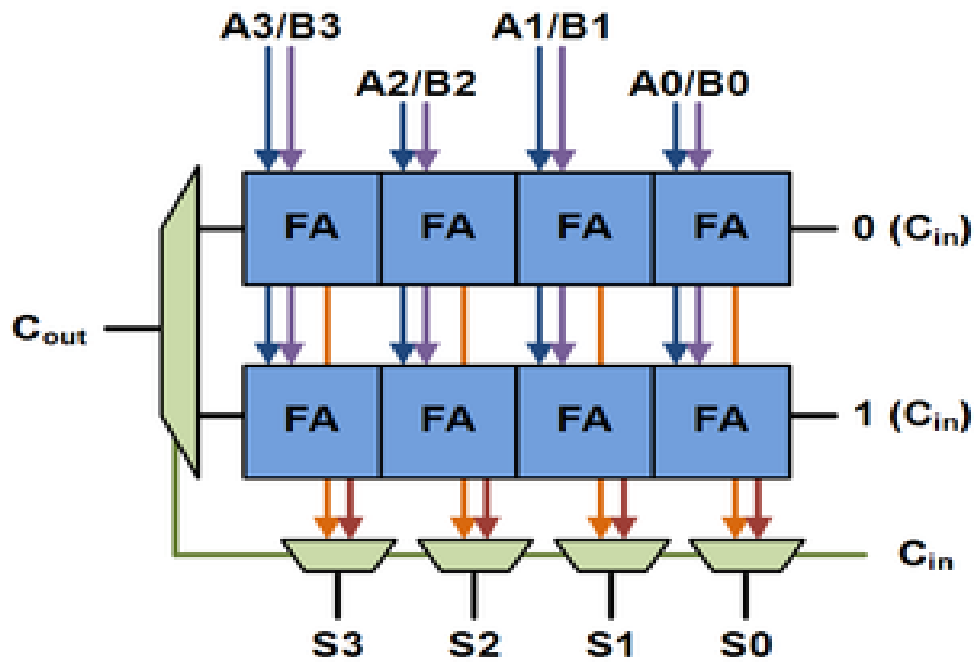 A3/B3 A1/B1
A2/B2 A0/B0
FA FA FA FA 0 (Cin)
Cout
FA FA FA FA 1 (Cin)
Cin
S3 S2 S1 S0